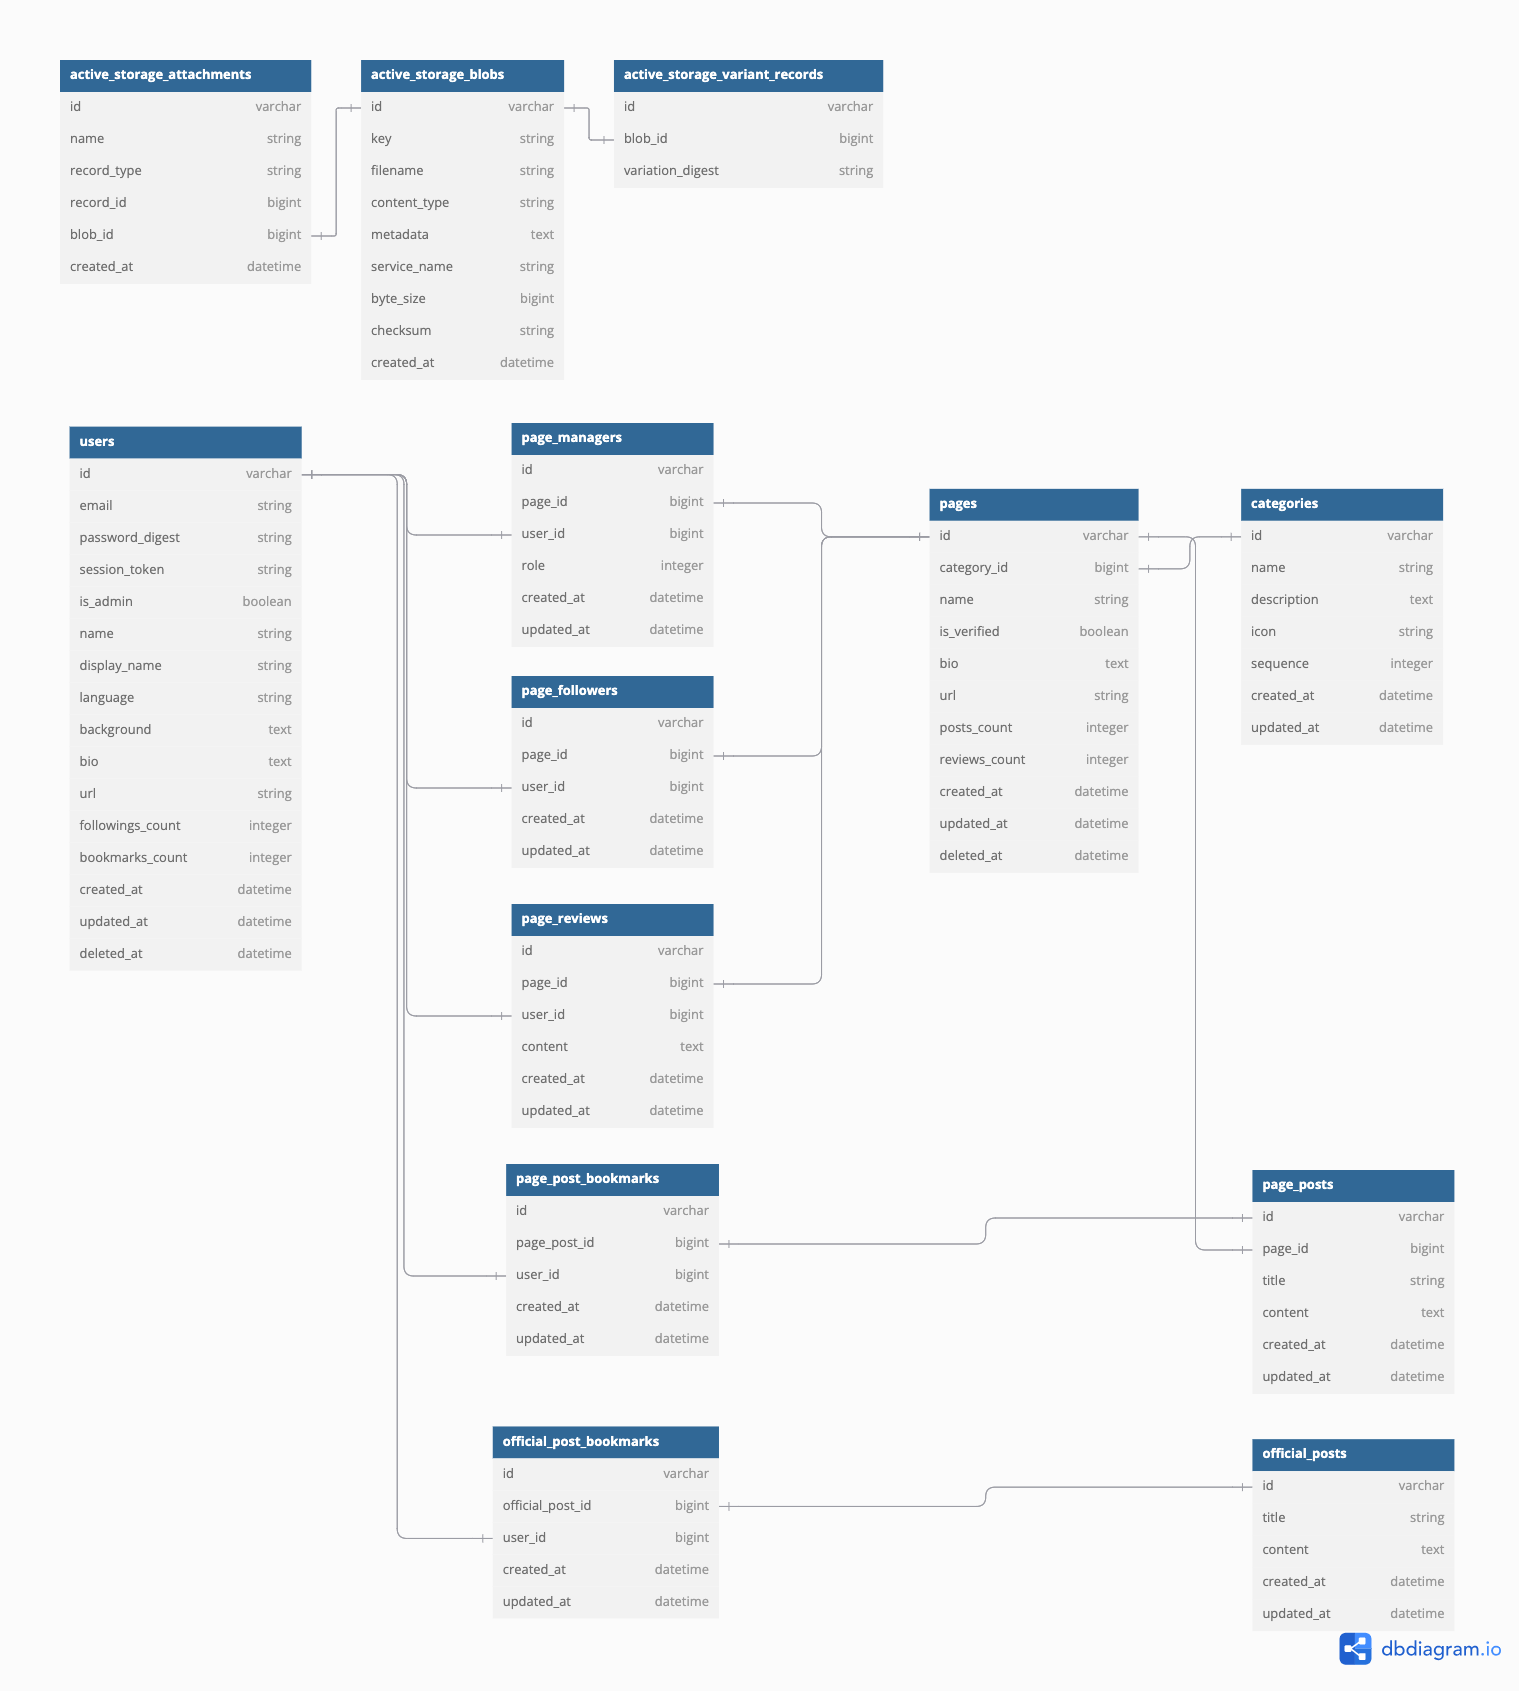 active_storage_attachments
id varchar
name string
record_type string
record_id bigint
blob_id bigint
created_at datetime
active_storage_blobs
id varchar
key string
filename string
content_type string
metadata text
service_name string
byte_size bigint
checksum string
created_at datetime
active_storage_variant_records
id varchar
blob_id bigint
variation_digest string
users
id varchar
email string
password_digest string
session_token string
is_admin boolean
name string
display_name string
language string
background text
bio text
url string
followings_count integer
bookmarks_count integer
created_at datetime
updated_at datetime
deleted_at datetime
page_managers
id varchar
page_id bigint
user_id bigint
role integer
created_at datetime
updated_at datetime
page_followers
id varchar
page_id bigint
user_id bigint
created_at datetime
updated_at datetime
page_reviews
id varchar
page_id bigint
user_id bigint
content text
created_at datetime
updated_at datetime
pages
id varchar
category_id bigint
name string
is_verified boolean
bio text
url string
posts_count integer
reviews_count integer
created_at datetime
updated_at datetime
deleted_at datetime
categories
id varchar
name string
description text
icon string
sequence integer
created_at datetime
updated_at datetime
page_post_bookmarks
id varchar
page_post_id bigint
user_id bigint
created_at datetime
updated_at datetime
page_posts
id varchar
page_id bigint
title string
content text
created_at datetime
updated_at datetime
official_post_bookmarks
id varchar
official_post_id bigint
user_id bigint
created_at datetime
updated_at datetime
official_posts
id varchar
title string
content text
created_at datetime
updated_at datetime
dbdiagram.io